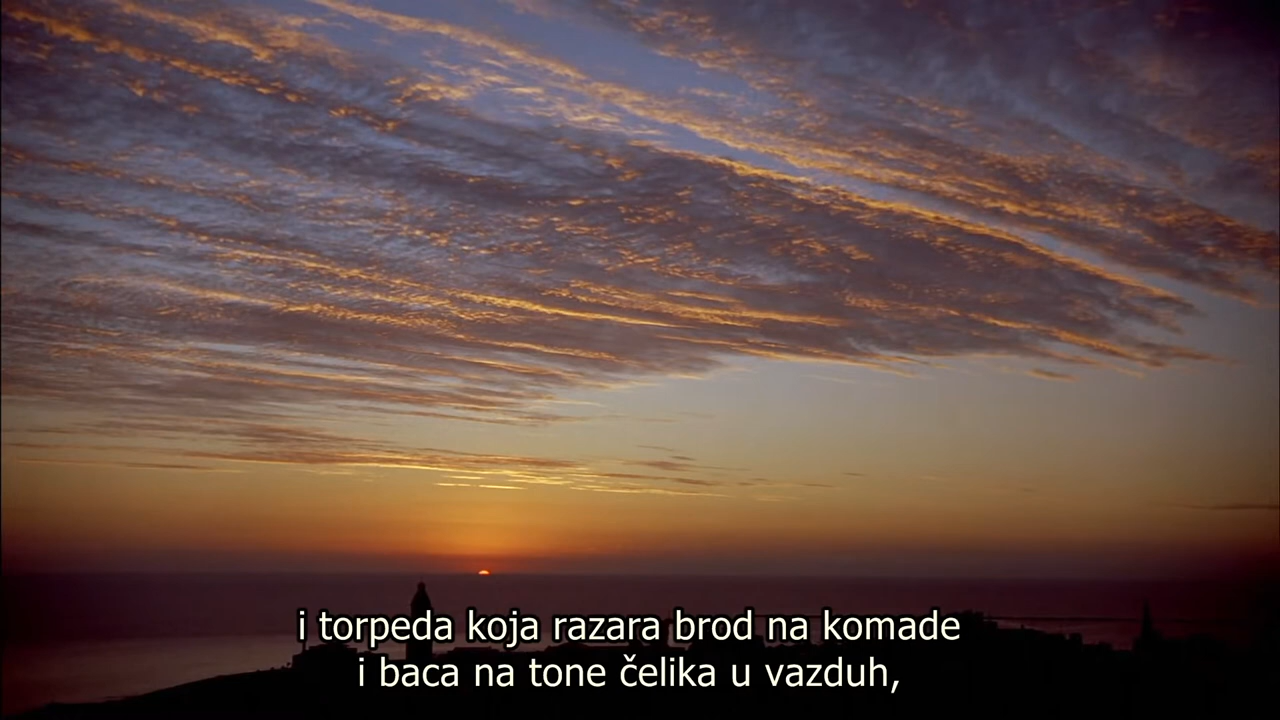 i torpeda koja razara brod na komade
i baca na tone čelika u vazduh,